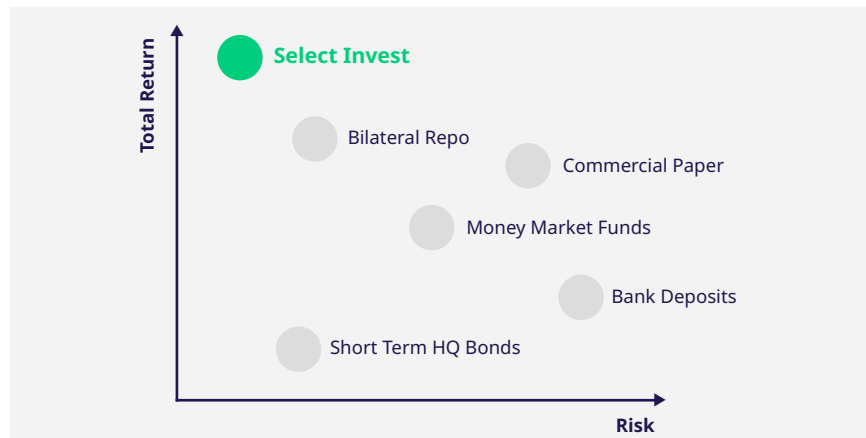 Total Return
Select Invest
Bilateral Repo
Commercial Paper
Money Market Funds
Bank Deposits
Short Term HQ Bonds
Risk